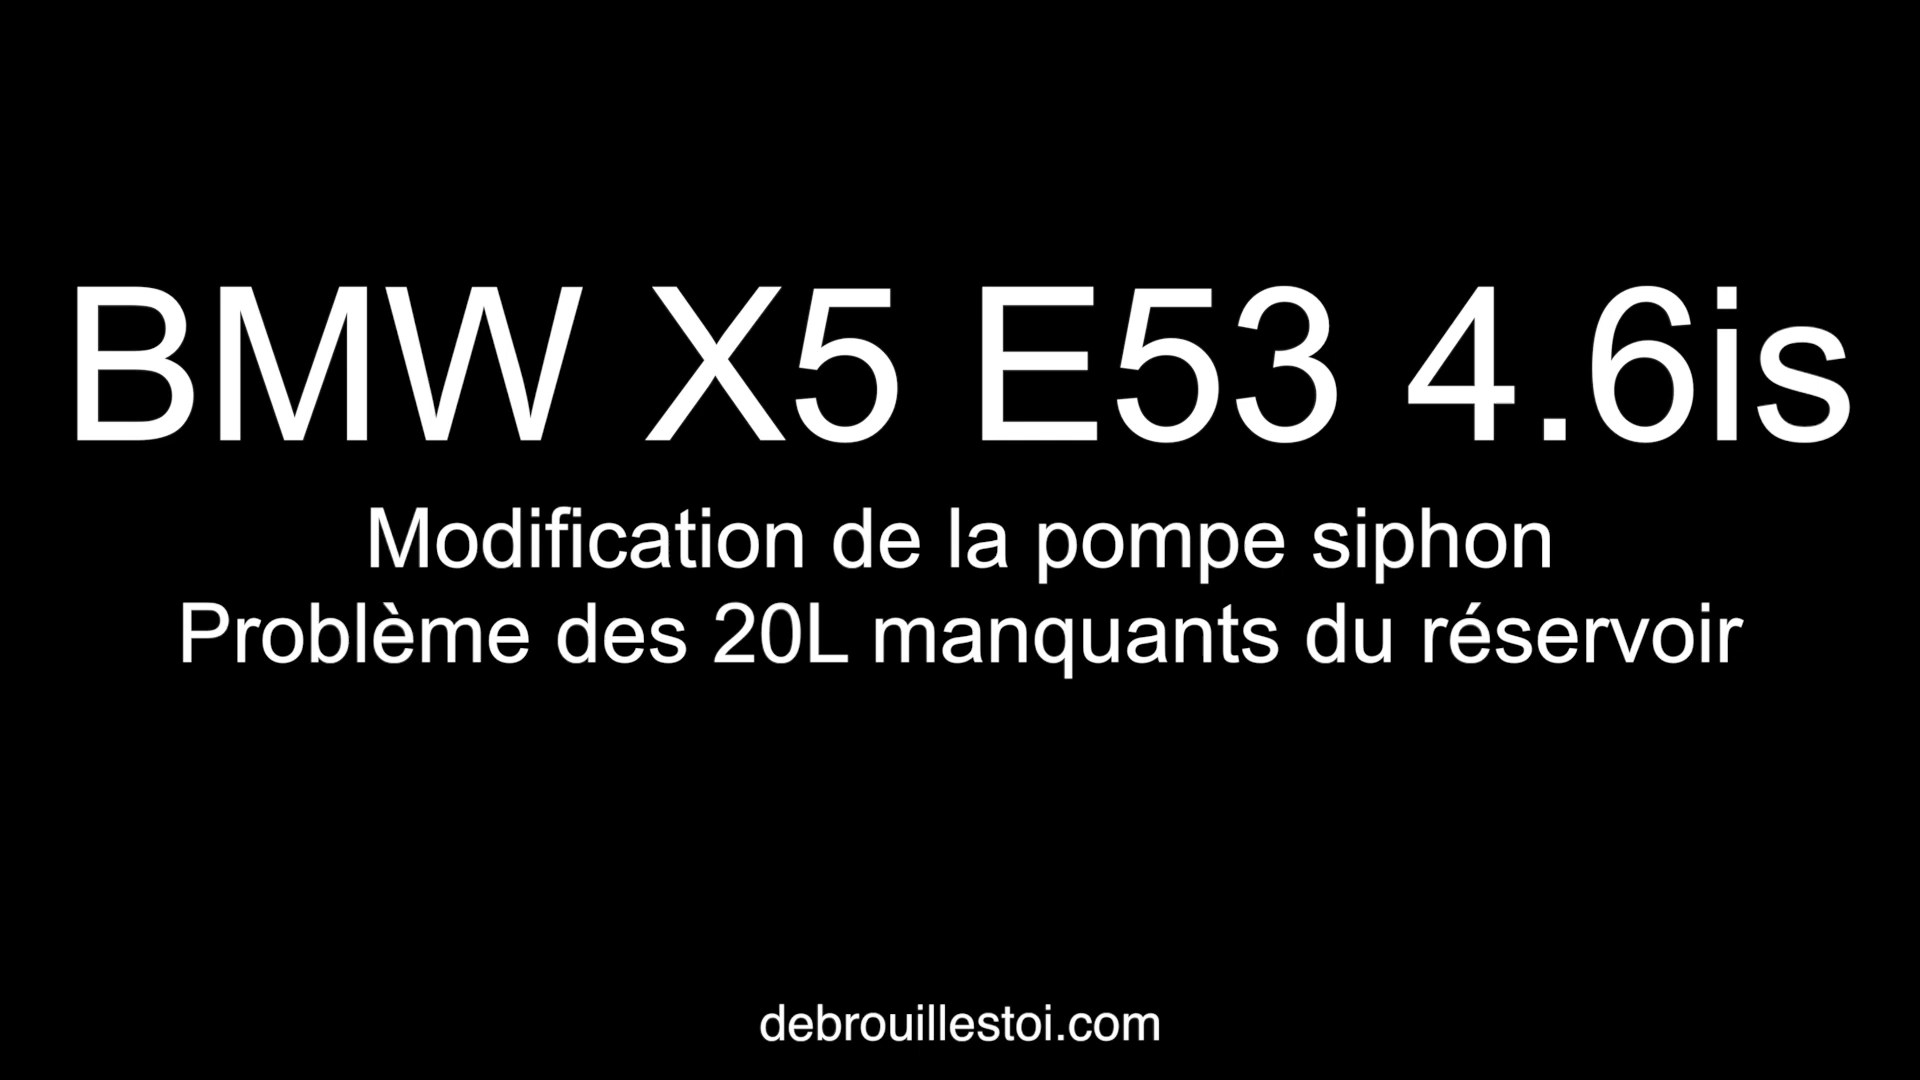 BMW X5 E53 4.6is
Modification de la pompe siphon
Problème des 20L manquants du réservoir
debrouillestoi.com